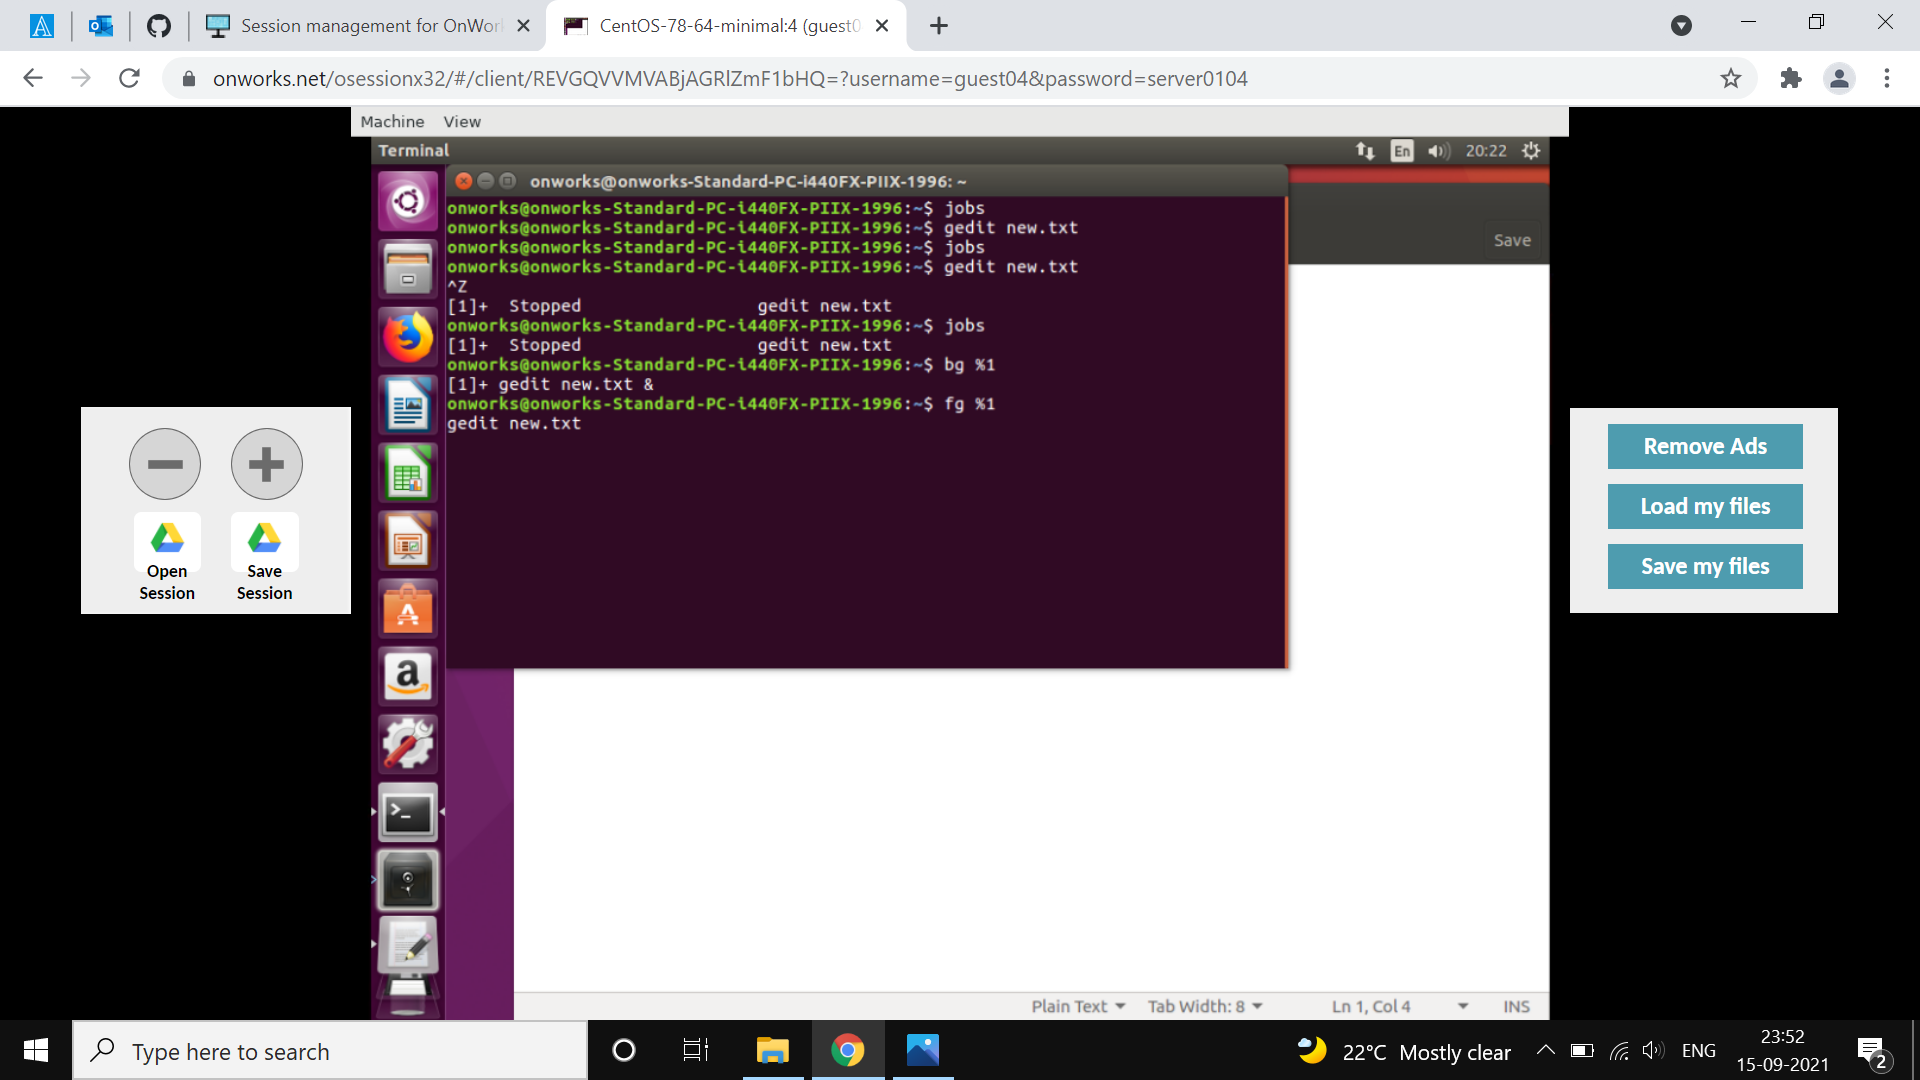 Session management for OnWor
CentOS-78-64-minimal:4 (guest0
onworks.net/osessionx32/#/client/REVGQVVMVABjAGRlZmF1bHQ=?username=guest04&password=server0104
Machine View
Terminal
En
20:22
onworks@onworks-Standard-PC-i440FX-PIIX-1996: ~
onworks@onworks-Standard-PC-i440FX-PIIX-1996:~$ jobs
onworks@onworks-Standard-PC-i440FX-PIIX-1996:~$ gedit new.txt
onworks@onworks-Standard-PC-i440FX-PIIX-1996:~$ jobs
onworks@onworks-Standard-PC-i440FX-PIIX-1996:~$ gedit new.txt
^Z
[1]+  Stopped                 gedit new.txt
onworks@onworks-Standard-PC-i440FX-PIIX-1996:~$ jobs
[1]+  Stopped                 gedit new.txt
onworks@onworks-Standard-PC-i440FX-PIIX-1996:~$ bg %1
[1]+ gedit new.txt &
onworks@onworks-Standard-PC-i440FX-PIIX-1996:~$ fg %1
gedit new.txt
Save
Open
Session
Save
Session
Remove Ads
Load my files
Save my files
Plain Text
Tab Width: 8
Ln 1, Col 4
INS
Type here to search
22°C Mostly clear
ENG
23:52
15-09-2021
2